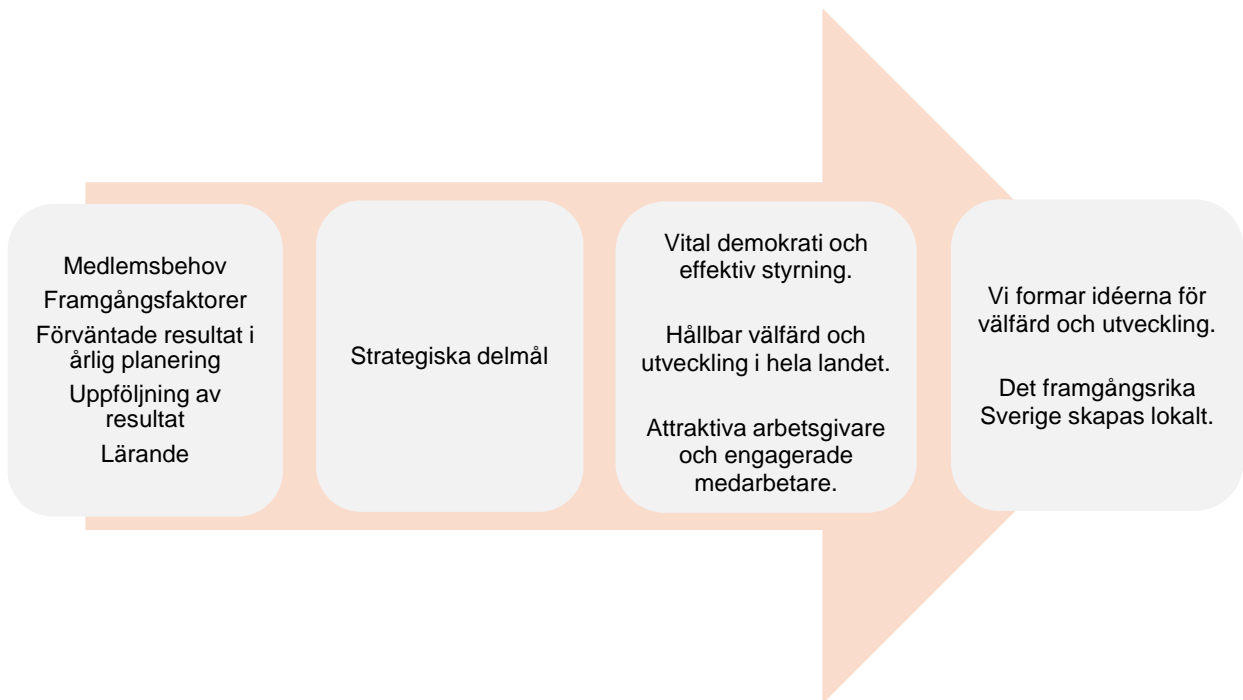 Medlemsbehov
Framgångsfaktorer
Förväntade resultat i
årlig planering
Uppföljning av
resultat
Lärande
Strategiska delmål
Vital demokrati och
effektiv styrning.
Hållbar välfärd och
utveckling i hela landet.
Attraktiva arbetsgivare
och engagerade
medarbetare.
Vi formar idéerna för
välfärd och utveckling.
Det framgångsrika
Sverige skapas lokalt.